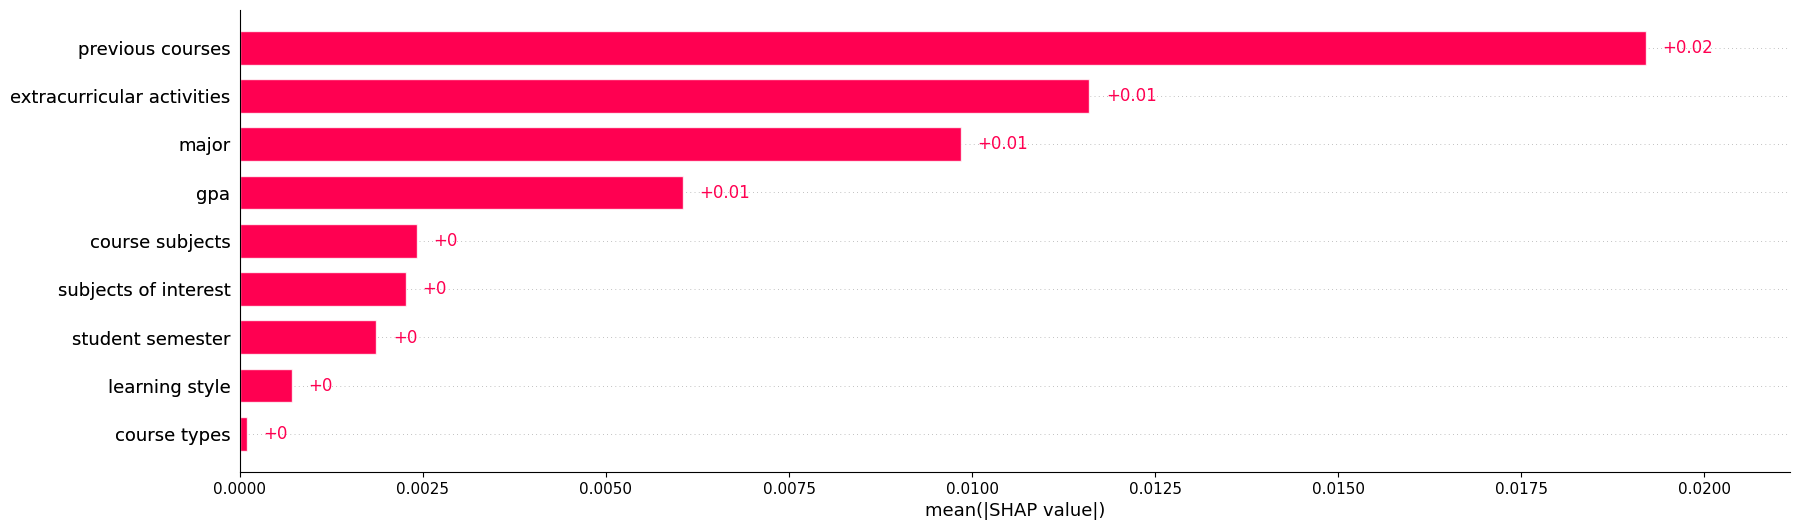 previous courses +0.02
extracurricular activities +0.01
major +0.01
gpa +0.01
course subjects +0
subjects of interest +0
student semester +0
learning style +0
course types +0
0.0000 0.0025 0.0050 0.0075 0.0100 0.0125 0.0150 0.0175 0.0200
mean(|SHAP value|)